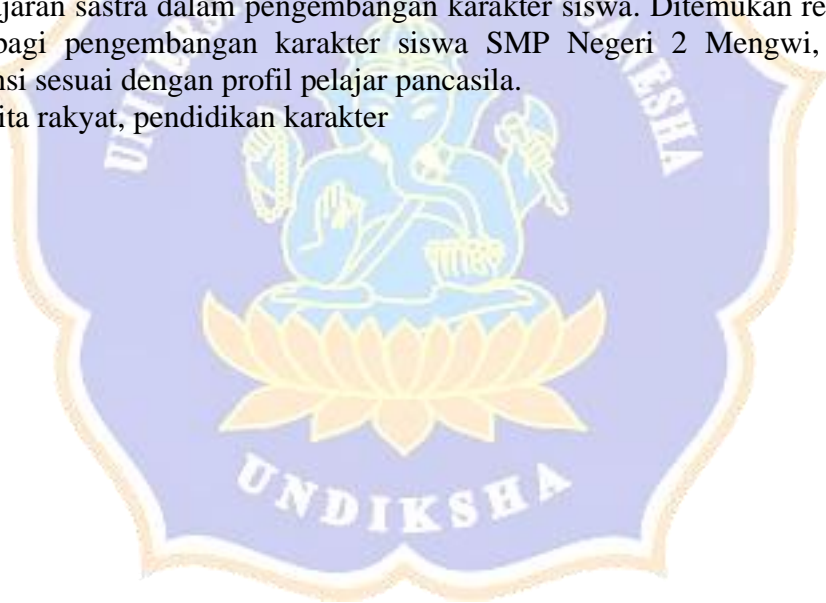 jaran sastra dalam pengembangan karakter siswa. Ditemukan re
bagi pengembangan karakter siswa SMP Negeri 2 Mengwi,
nsi sesuai dengan profil pelajar pancasila.
ita rakyat, pendidikan karakter
UNDIKSHA